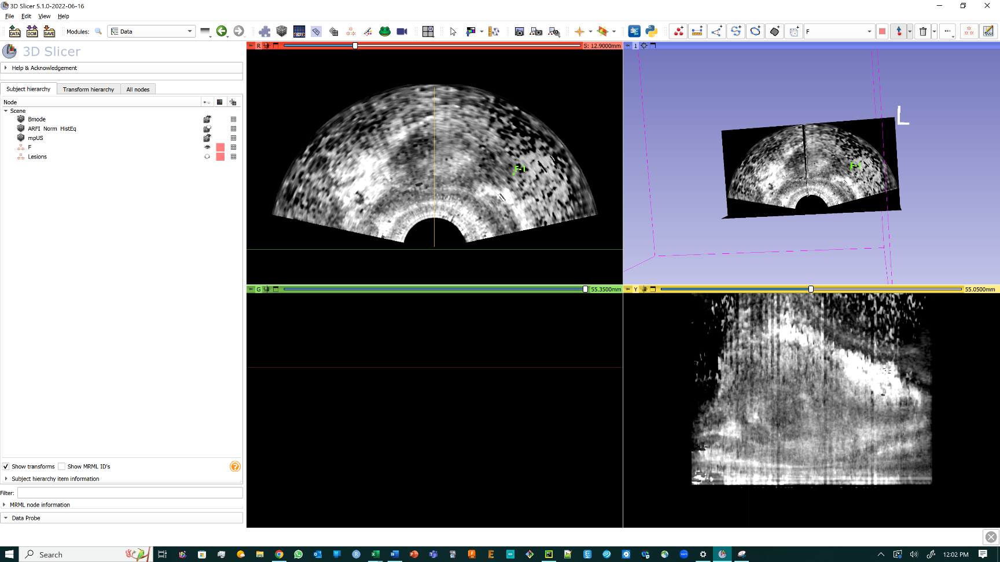 3D Slicer 5.1.0-2022-06-16
File Edit View Help
DATA DCM SAVE Modules: Data F
3D Slicer
Help & Acknowledgement
Subject hierarchy Transform hierarchy All nodes
Node
Scene
Bmode
ARFI_Norm_HistEq
mpUS
F
Lesions
Show transforms Show MRML ID's
Subject hierarchy item information
Filter:
MRML node information
Data Probe
R S: 12.9000mm
F-1
1
L
F-1
G 55.3500mm
Y 55.0500mm
Search
12:02 PM